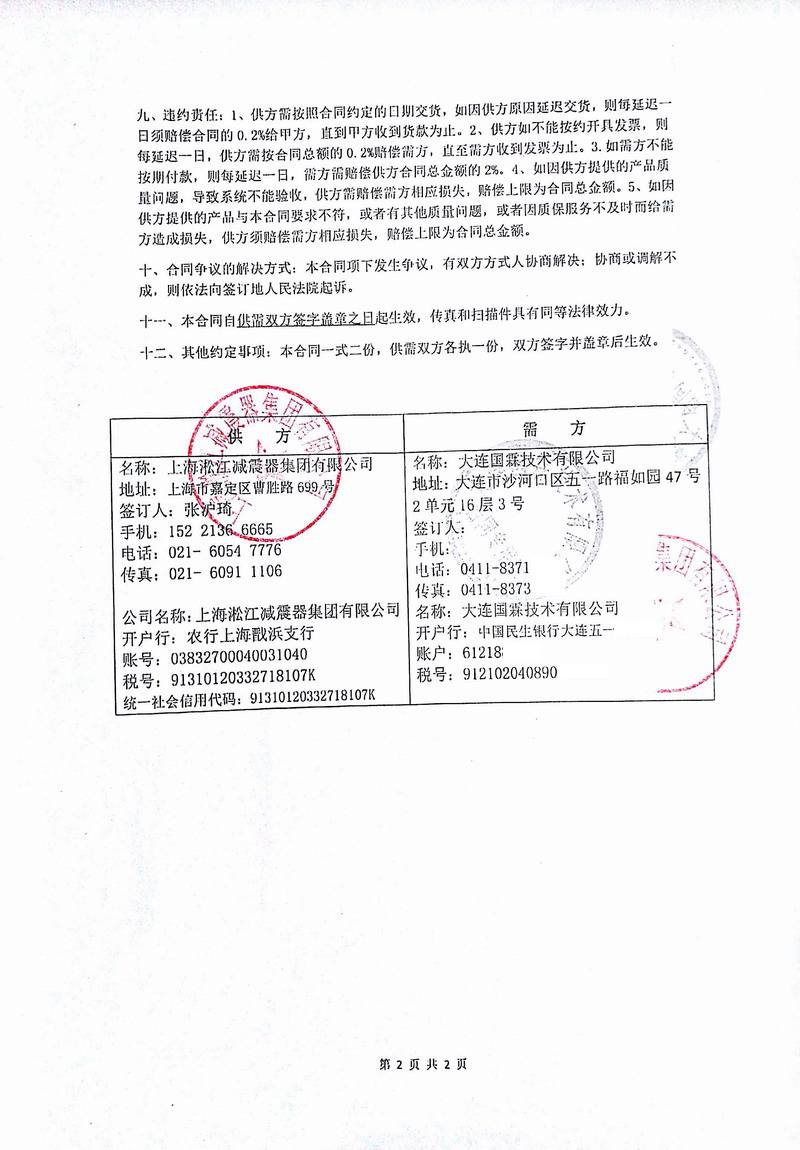 九、违约责任：1、供方需按照合同约定的日期交货，如因供方原因延迟交货，则每延迟一
日须赔偿合同的0.2%给甲方，直到甲方收到货款为止。2、供方如不能按约开具发票，则
每延迟一日，供方需按合同总额的0.2%赔偿需方，直至需方收到发票为止。3.如需方不能
按期付款，则每延迟一日，需方需赔偿供方合同总金额的2%。4、如因供方提供的产品质
量问题，导致系统不能验收，供方需赔偿需方相应损失，赔偿上限为合同总金额。5、如因
供方提供的产品与本合同要求不符，或者有其他质量问题，或者因质保服务不及时而给需
方造成损失，供方须赔偿需方相应损失，赔偿上限为合同总金额。
十、合同争议的解决方式：本合同项下发生争议，有双方方式人协商解决；协商或调解不
成，则依法向签订地人民法院起诉。
十一、本合同自供需双方签字盖章之日起生效，传真和扫描件具有同等法律效力。
十二、其他约定事项：本合同一式二份，供需双方各执一份，双方签字并盖章后生效。
供 方
名称：上海淞江减震器集团有限公司
地址：上海市嘉定区曹胜路699号
签订人：张沪琦
手机：152 2136 6665
电话：021- 6054 7776
传真：021- 6091 1106
公司名称：上海淞江减震器集团有限公司
开户行：农行上海戬浜支行
账号：03832700040031040
税号：91310120332718107K
统一社会信用代码：91310120332718107K
需 方
名称：大连国霖技术有限公司
地址：大连市沙河口区五一路福如园47号
2单元16层3号
签订人：
手机：
电话：0411-8371
传真：0411-8373
名称：大连国霖技术有限公司
开户行：中国民生银行大连五一
账户：61218
税号：912102040890
减震器集团有限
集团有限公司
术有限
第2页共2页